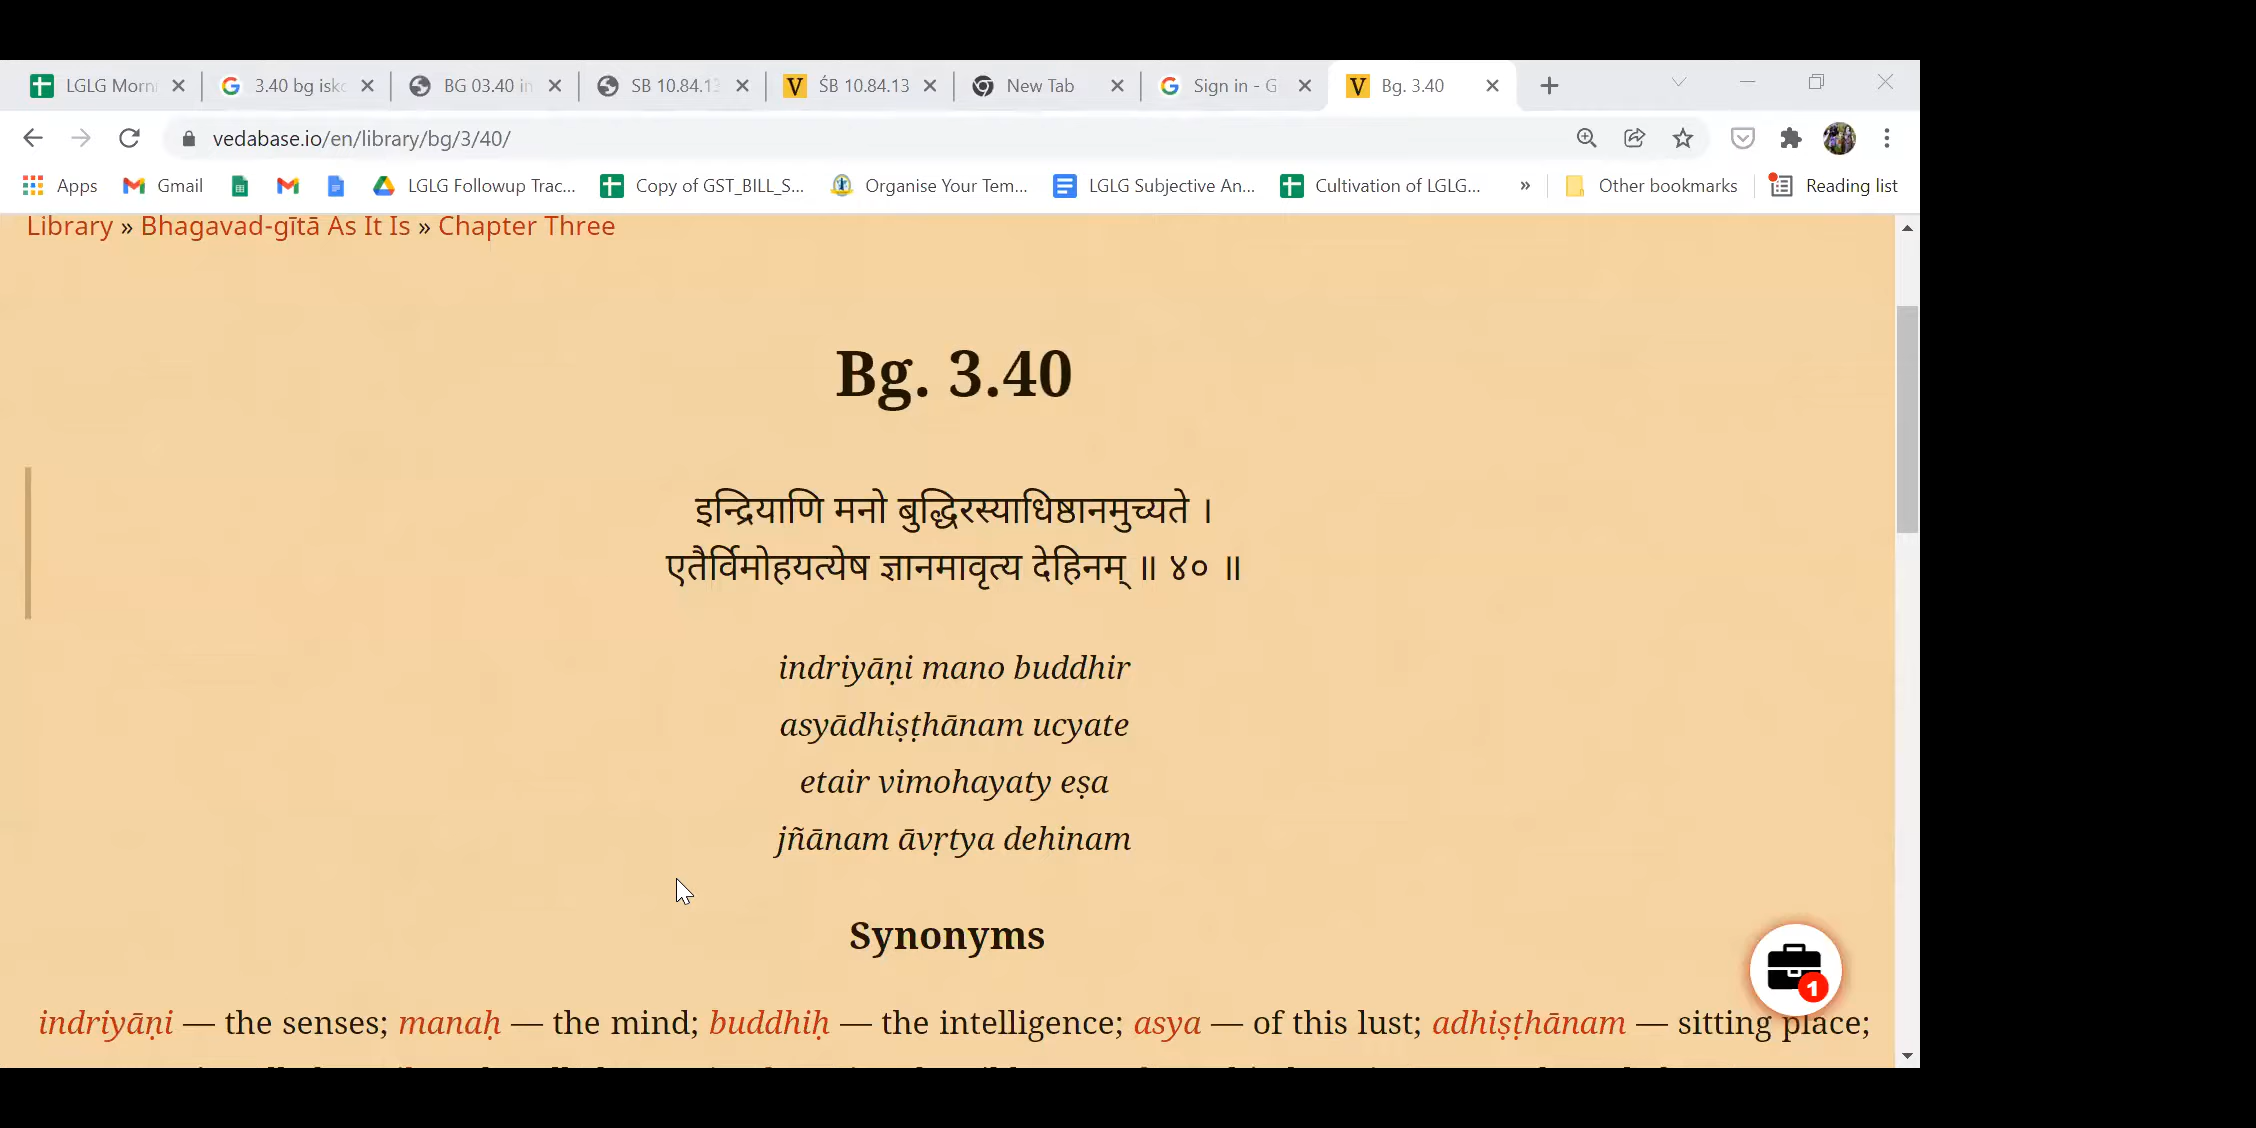 LGLG Morn
3.40 bg iskc
BG 03.40 in
SB 10.84.13
V ŚB 10.84.13
New Tab
Sign in - G
V Bg. 3.40
vedabase.io/en/library/bg/3/40/
Apps Gmail LGLG Followup Trac... Copy of GST_BILL_S... Organise Your Tem... LGLG Subjective An... Cultivation of LGLG... » Other bookmarks Reading list
Library » Bhagavad-gītā As It Is » Chapter Three
Bg. 3.40
इन्द्रियाणि मनो बुद्धिरस्याधिष्ठानमुच्यते ।
एतैर्विमोहयत्येष ज्ञानमावृत्य देहिनम् ॥ ४० ॥
indriyāṇi mano buddhir
asyādhiṣṭhānam ucyate
etair vimohayaty eṣa
jñānam āvṛtya dehinam
Synonyms
1
indriyāṇi — the senses; manaḥ — the mind; buddhiḥ — the intelligence; asya — of this lust; adhiṣṭhānam — sitting place;